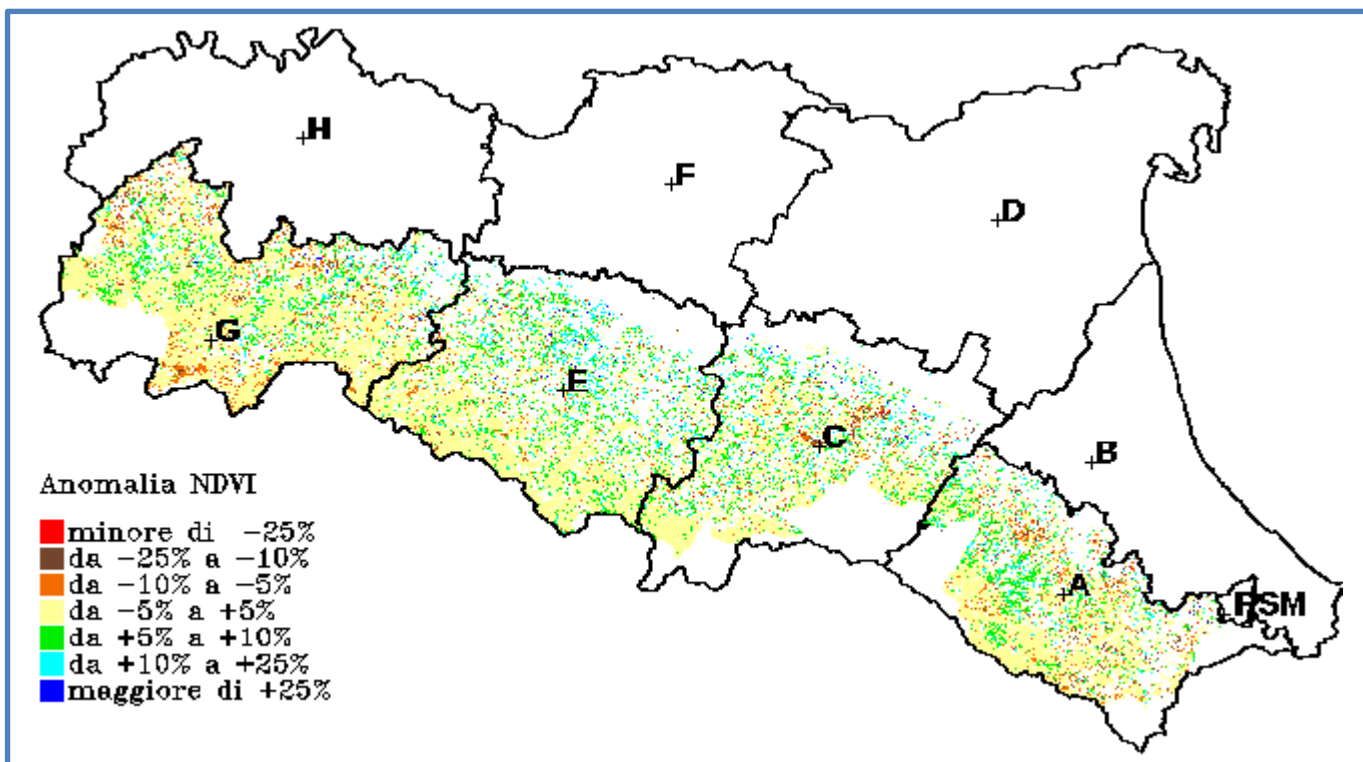 H
F
D
G
E
C
B
A
RSM
Anomalia NDVI
minore di -25%
da -25% a -10%
da -10% a -5%
da -5% a +5%
da +5% a +10%
da +10% a +25%
maggiore di +25%